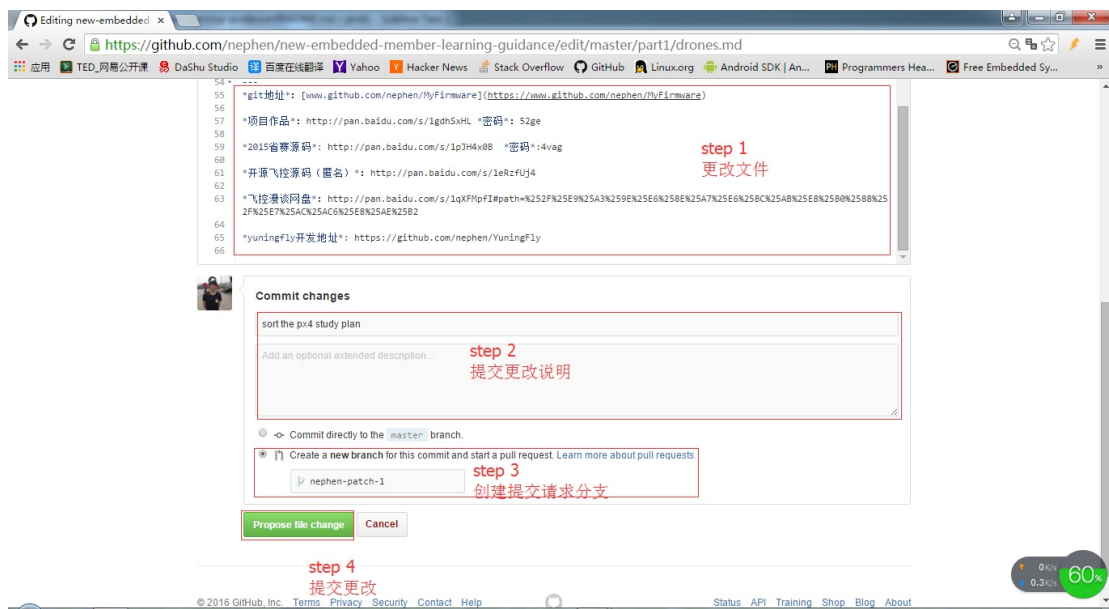 Editing new-embedded
https://github.com/nephen/new-embedded-member-learning-guidance/edit/master/part1/drones.md
应用 TED_网易公开课 DaShu Studio 百度在线翻译 Yahoo Hacker News Stack Overflow GitHub Linux.org Android SDK | An... Programmers Hea... Free Embedded Sy... »
54 ---
55 *git地址*: [www.github.com/nephen/MyFirmware](https://www.github.com/nephen/MyFirmware)
56
57 *项目作品*: http://pan.baidu.com/s/1gdhSxHL *密码*: 52ge
58
59 *2015省赛源码*: http://pan.baidu.com/s/1pJH4x0B *密码*:4vag
60
step 1
更改文件
61 *开源飞控源码（匿名）*: http://pan.baidu.com/s/1eRzfUj4
62
63 *飞控漫谈网盘*: http://pan.baidu.com/s/1qXFMpfI#path=%252F%25E9%25A3%259E%25E6%258E%25A7%25E6%25BC%25AB%25E8%25B0%2588%25
2F%25E7%25AC%25AC6%25E8%25AE%25B2
64
65 *yuningfly开发地址*: https://github.com/nephen/YuningFly
66
Commit changes
sort the px4 study plan
Add an optional extended description...
step 2
提交更改说明
Commit directly to the master branch.
Create a new branch for this commit and start a pull request. Learn more about pull requests.
step 3
nephen-patch-1
创建提交请求分支
Propose file change Cancel
step 4
提交更改
© 2016 GitHub, Inc. Terms Privacy Security Contact Help Status API Training Shop Blog About
0K/s
0.3K/s
60%